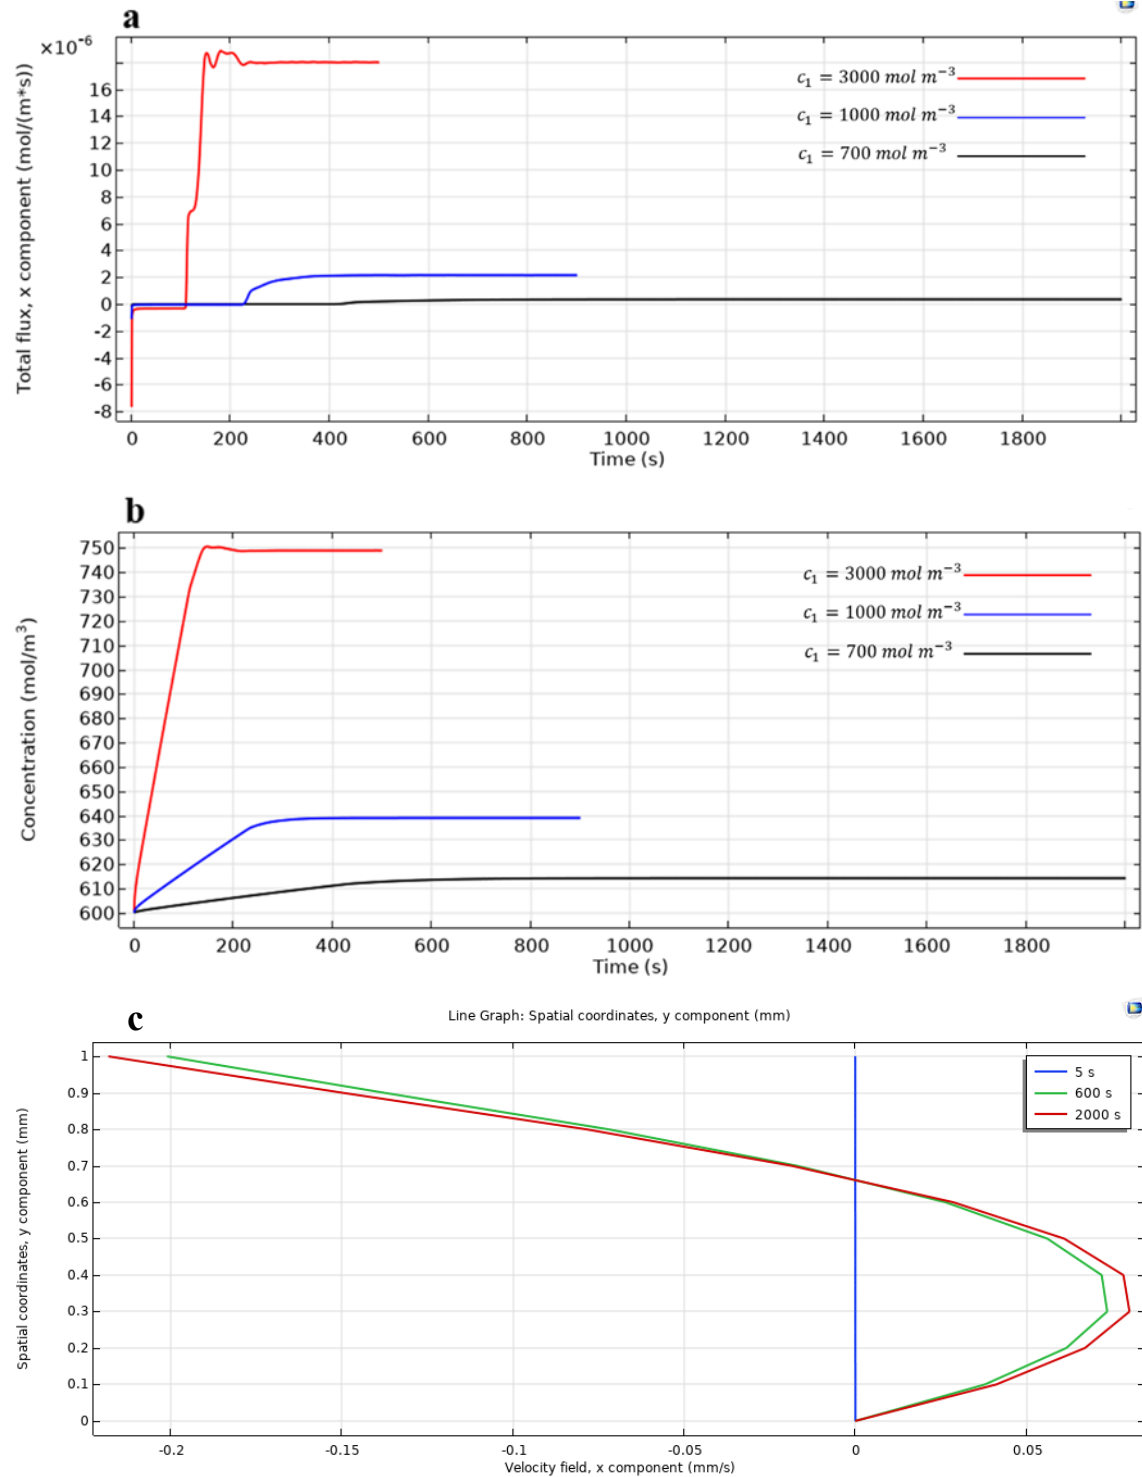 a
×10⁻⁶
Total flux, x component (mol/(m*s))
16
14
12
10
8
6
4
2
0
-2
-4
-6
-8
c₁ = 3000 mol m⁻³
c₁ = 1000 mol m⁻³
c₁ = 700 mol m⁻³
0 200 400 600 800 1000 1200 1400 1600 1800
Time (s)
b
Concentration (mol/m³)
750
740
730
720
710
700
690
680
670
660
650
640
630
620
610
600
c₁ = 3000 mol m⁻³
c₁ = 1000 mol m⁻³
c₁ = 700 mol m⁻³
0 200 400 600 800 1000 1200 1400 1600 1800
Time (s)
c
Line Graph: Spatial coordinates, y component (mm)
Spatial coordinates, y component (mm)
1
0.9
0.8
0.7
0.6
0.5
0.4
0.3
0.2
0.1
0
5 s
600 s
2000 s
-0.2 -0.15 -0.1 -0.05 0 0.05
Velocity field, x component (mm/s)